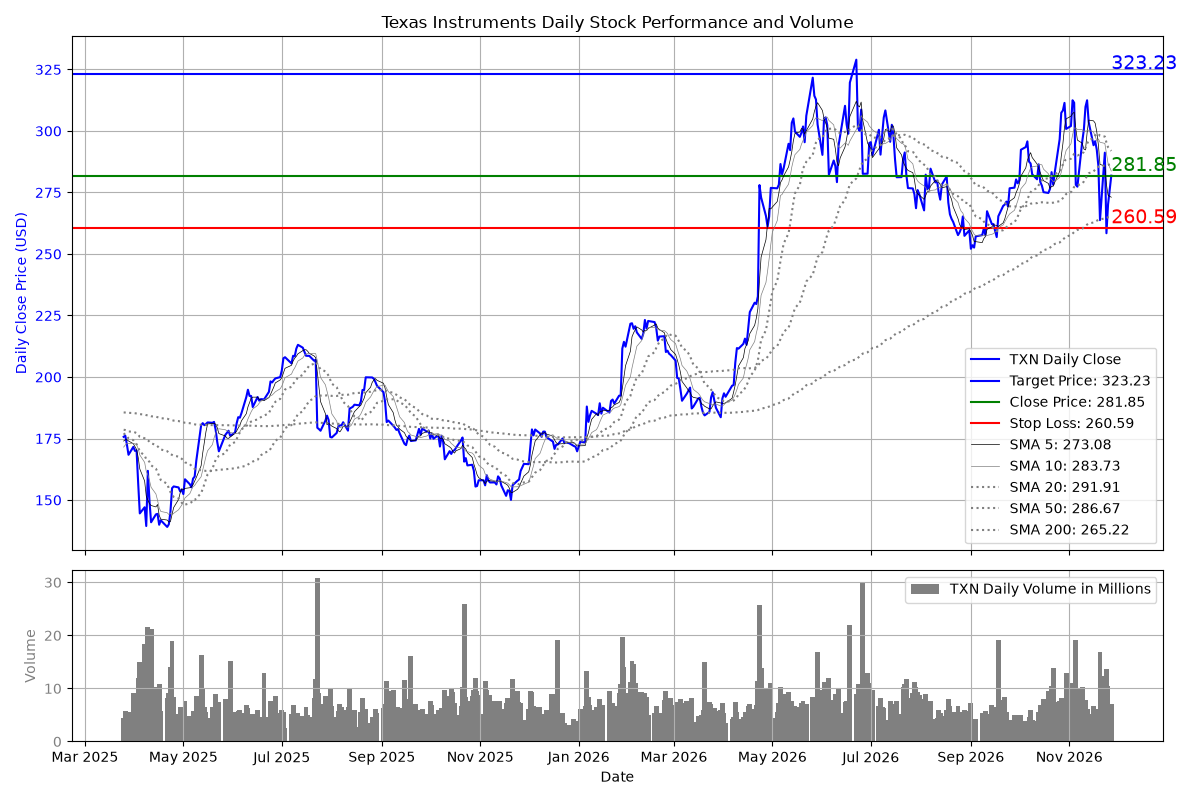 Texas Instruments Daily Stock Performance and Volume
Daily Close Price (USD)
325
300
275
250
225
200
175
150
323.23
281.85
260.59
TXN Daily Close
Target Price: 323.23
Close Price: 281.85
Stop Loss: 260.59
SMA 5: 273.08
SMA 10: 283.73
SMA 20: 291.91
SMA 50: 286.67
SMA 200: 265.22
Volume
30
20
10
0
TXN Daily Volume in Millions
Mar 2025
May 2025
Jul 2025
Sep 2025
Nov 2025
Jan 2026
Mar 2026
May 2026
Jul 2026
Sep 2026
Nov 2026
Date